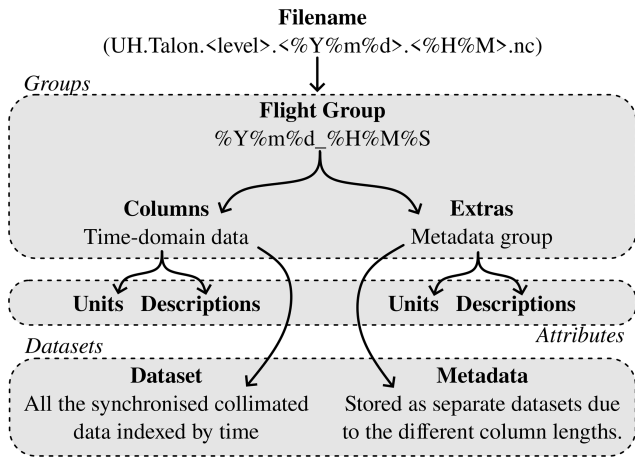 Filename
(UH.Talon.<level>.<%Y%m%d>.<%H%M>.nc)
Groups
Flight Group
%Y%m%d_%H%M%S
Columns
Time-domain data
Extras
Metadata group
Units Descriptions
Units Descriptions
Attributes
Datasets
Dataset
All the synchronised collimated
data indexed by time
Metadata
Stored as separate datasets due
to the different column lengths.